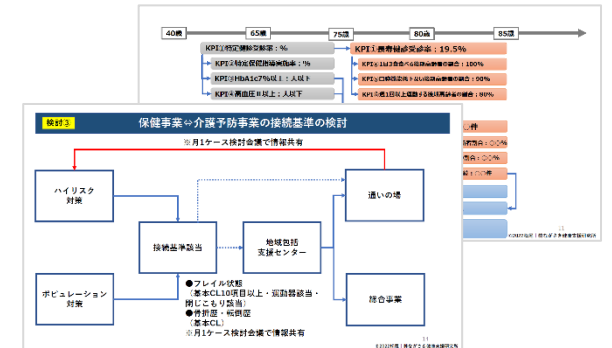 40歳 65歳 75歳 80歳 85歳
KPI①特定健診受診率:%
KPI①長寿健診受診率:19.5%
KPI②特定保健指導実施率:%
KPI③HbA1c7%以上:人以下
KPI④高血圧Ⅱ以上:人以下
検討③
保健事業⇔介護予防事業の接続基準の検討
※月1ケース検討会議で情報共有
ハイリスク
対策
通いの場
接続基準該当
地域包括
支援センター
ポピュレーション
対策
総合事業
●フレイル状態
(基本CL10項目以上・運動器該当・
閉じこもり該当)
●骨折歴・転倒歴
(基本CL)
※月1ケース検討会議で情報共有